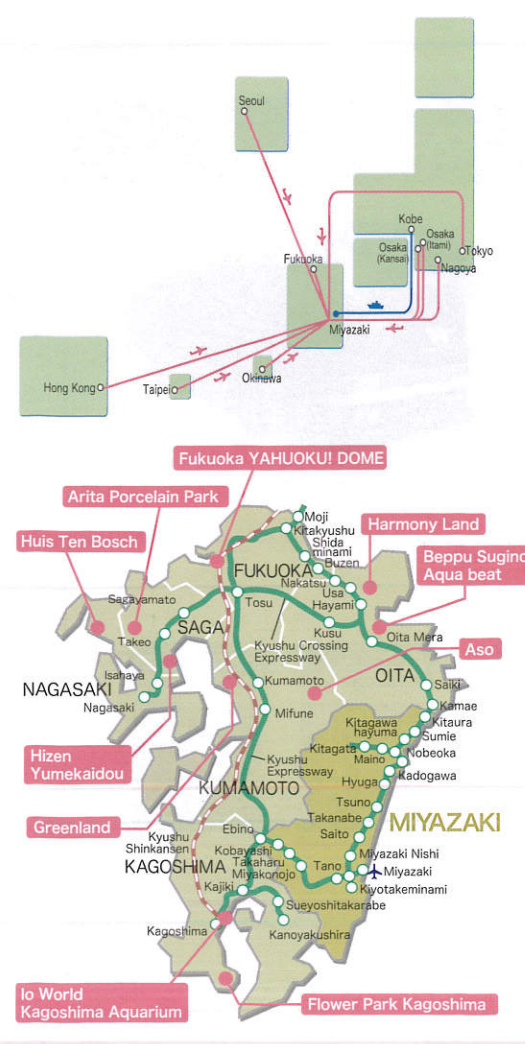 Seoul
Kobe
Osaka
(Itami)
Osaka
(Kansai)
Tokyo
Nagoya
Fukuoka
Miyazaki
Okinawa
Taipei
Hong Kong
Fukuoka YAHUOKU! DOME
Arita Porcelain Park
Huis Ten Bosch
Harmony Land
Beppu Sugino
Aqua beat
Aso
Moji
Kitakyushu
Shida
minami
Buzen
FUKUOKA
Nakatsu
Usa
Hayami
Sagayamato
Tosu
SAGA
Takeo
Kusu
Oita Mera
Kyushu Crossing
Expressway
OITA
Isahaya
NAGASAKI
Nagasaki
Kumamoto
Saiki
Kamae
Mifune
Kitagawa
hayuma
Kitaura
Sumie
Kitagata
Maino
Nobeoka
Hizen
Yumekaidou
Kyushu
Expressway
Kadogawa
Hyuga
KUMAMOTO
Tsuno
Greenland
Takanabe
MIYAZAKI
Ebino
Saito
Kyushu
Shinkansen
Kobayashi
Takaharu
Miyakonojo
Miyazaki Nishi
KAGOSHIMA
Tano
Miyazaki
Kajiki
Kiyotakeminami
Sueyoshitakarabe
Kagoshima
Kanoyakushira
Io World
Kagoshima Aquarium
Flower Park Kagoshima